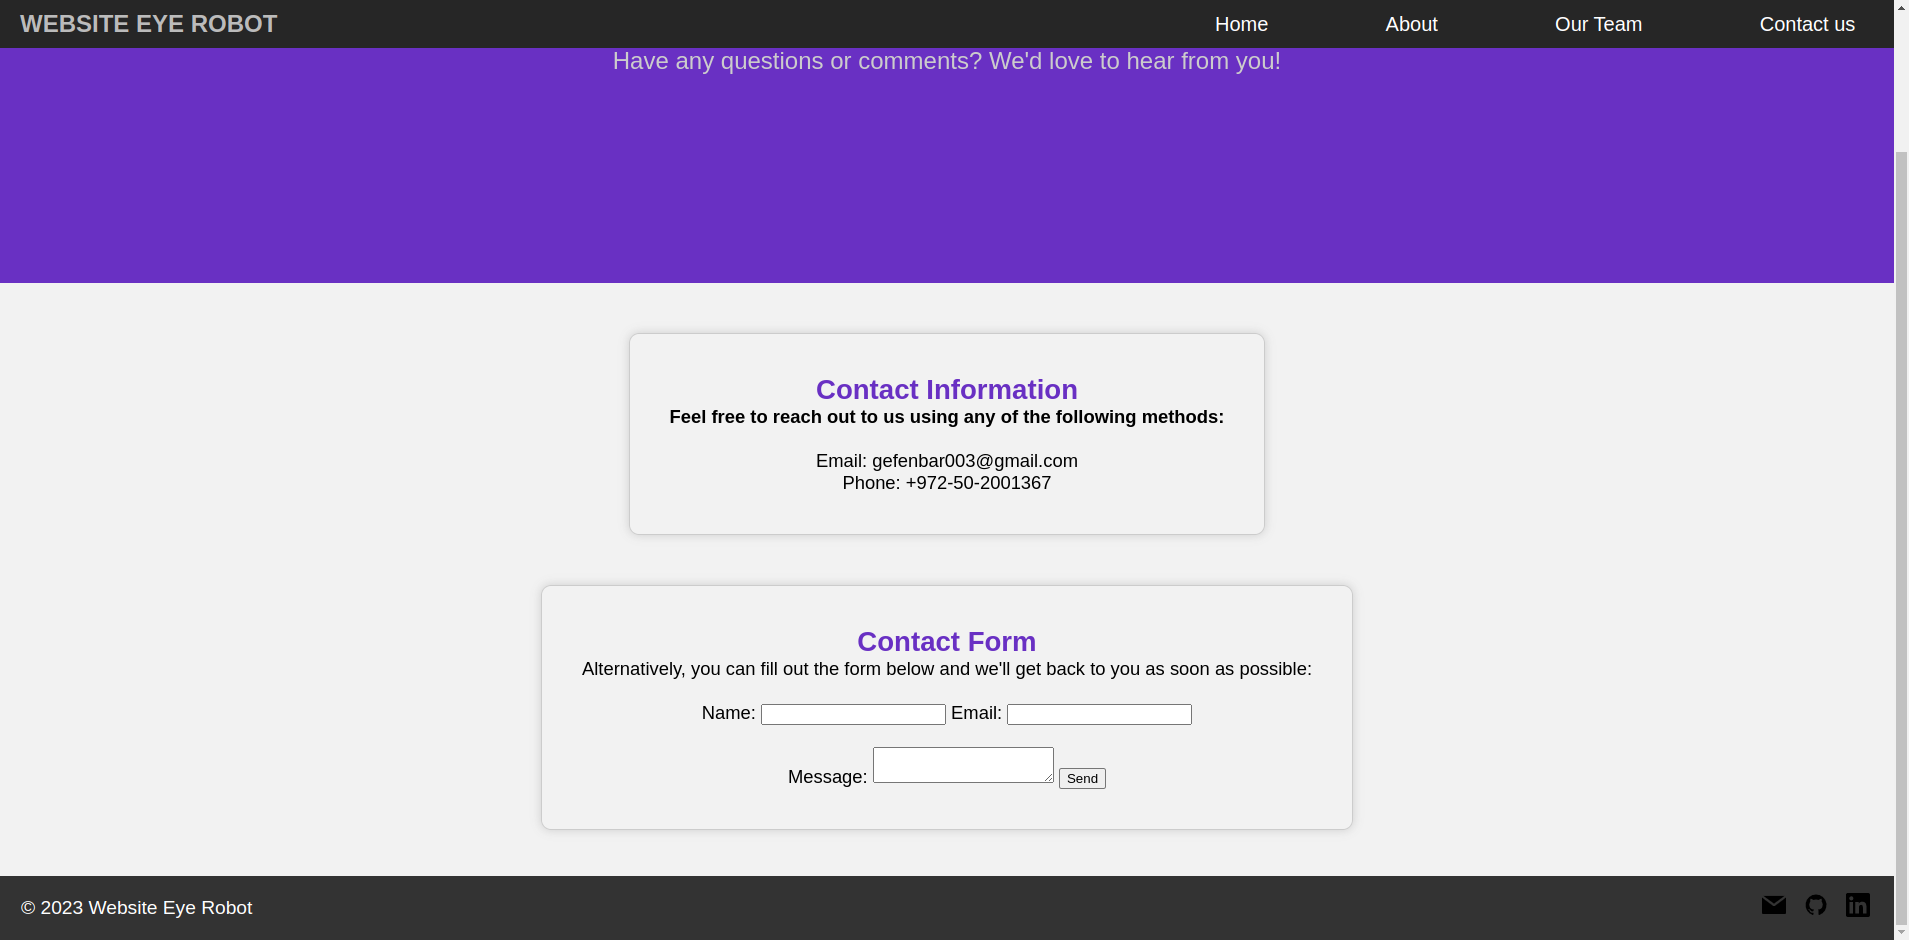 WEBSITE EYE ROBOT
Home About Our Team Contact us
Have any questions or comments? We'd love to hear from you!
Contact Information
Feel free to reach out to us using any of the following methods:
Email: gefenbar003@gmail.com
Phone: +972-50-2001367
Contact Form
Alternatively, you can fill out the form below and we'll get back to you as soon as possible:
Name: Email:
Message: Send
© 2023 Website Eye Robot
in